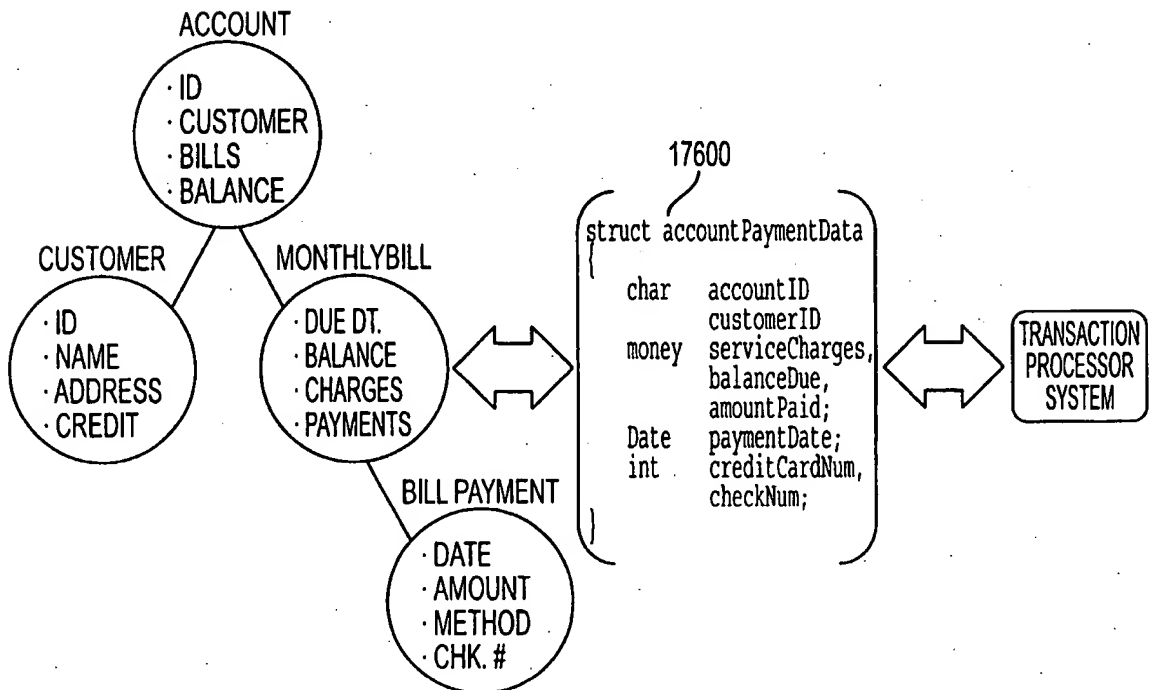 ACCOUNT
· ID
· CUSTOMER
· BILLS
· BALANCE
CUSTOMER
· ID
· NAME
· ADDRESS
· CREDIT
MONTHLYBILL
· DUE DT.
· BALANCE
· CHARGES
· PAYMENTS
BILL PAYMENT
· DATE
· AMOUNT
· METHOD
· CHK. #
17600
struct accountPaymentData
{
char accountID
customerID
money serviceCharges,
balanceDue,
amountPaid;
Date paymentDate;
int creditCardNum,
checkNum;
}
TRANSACTION
PROCESSOR
SYSTEM